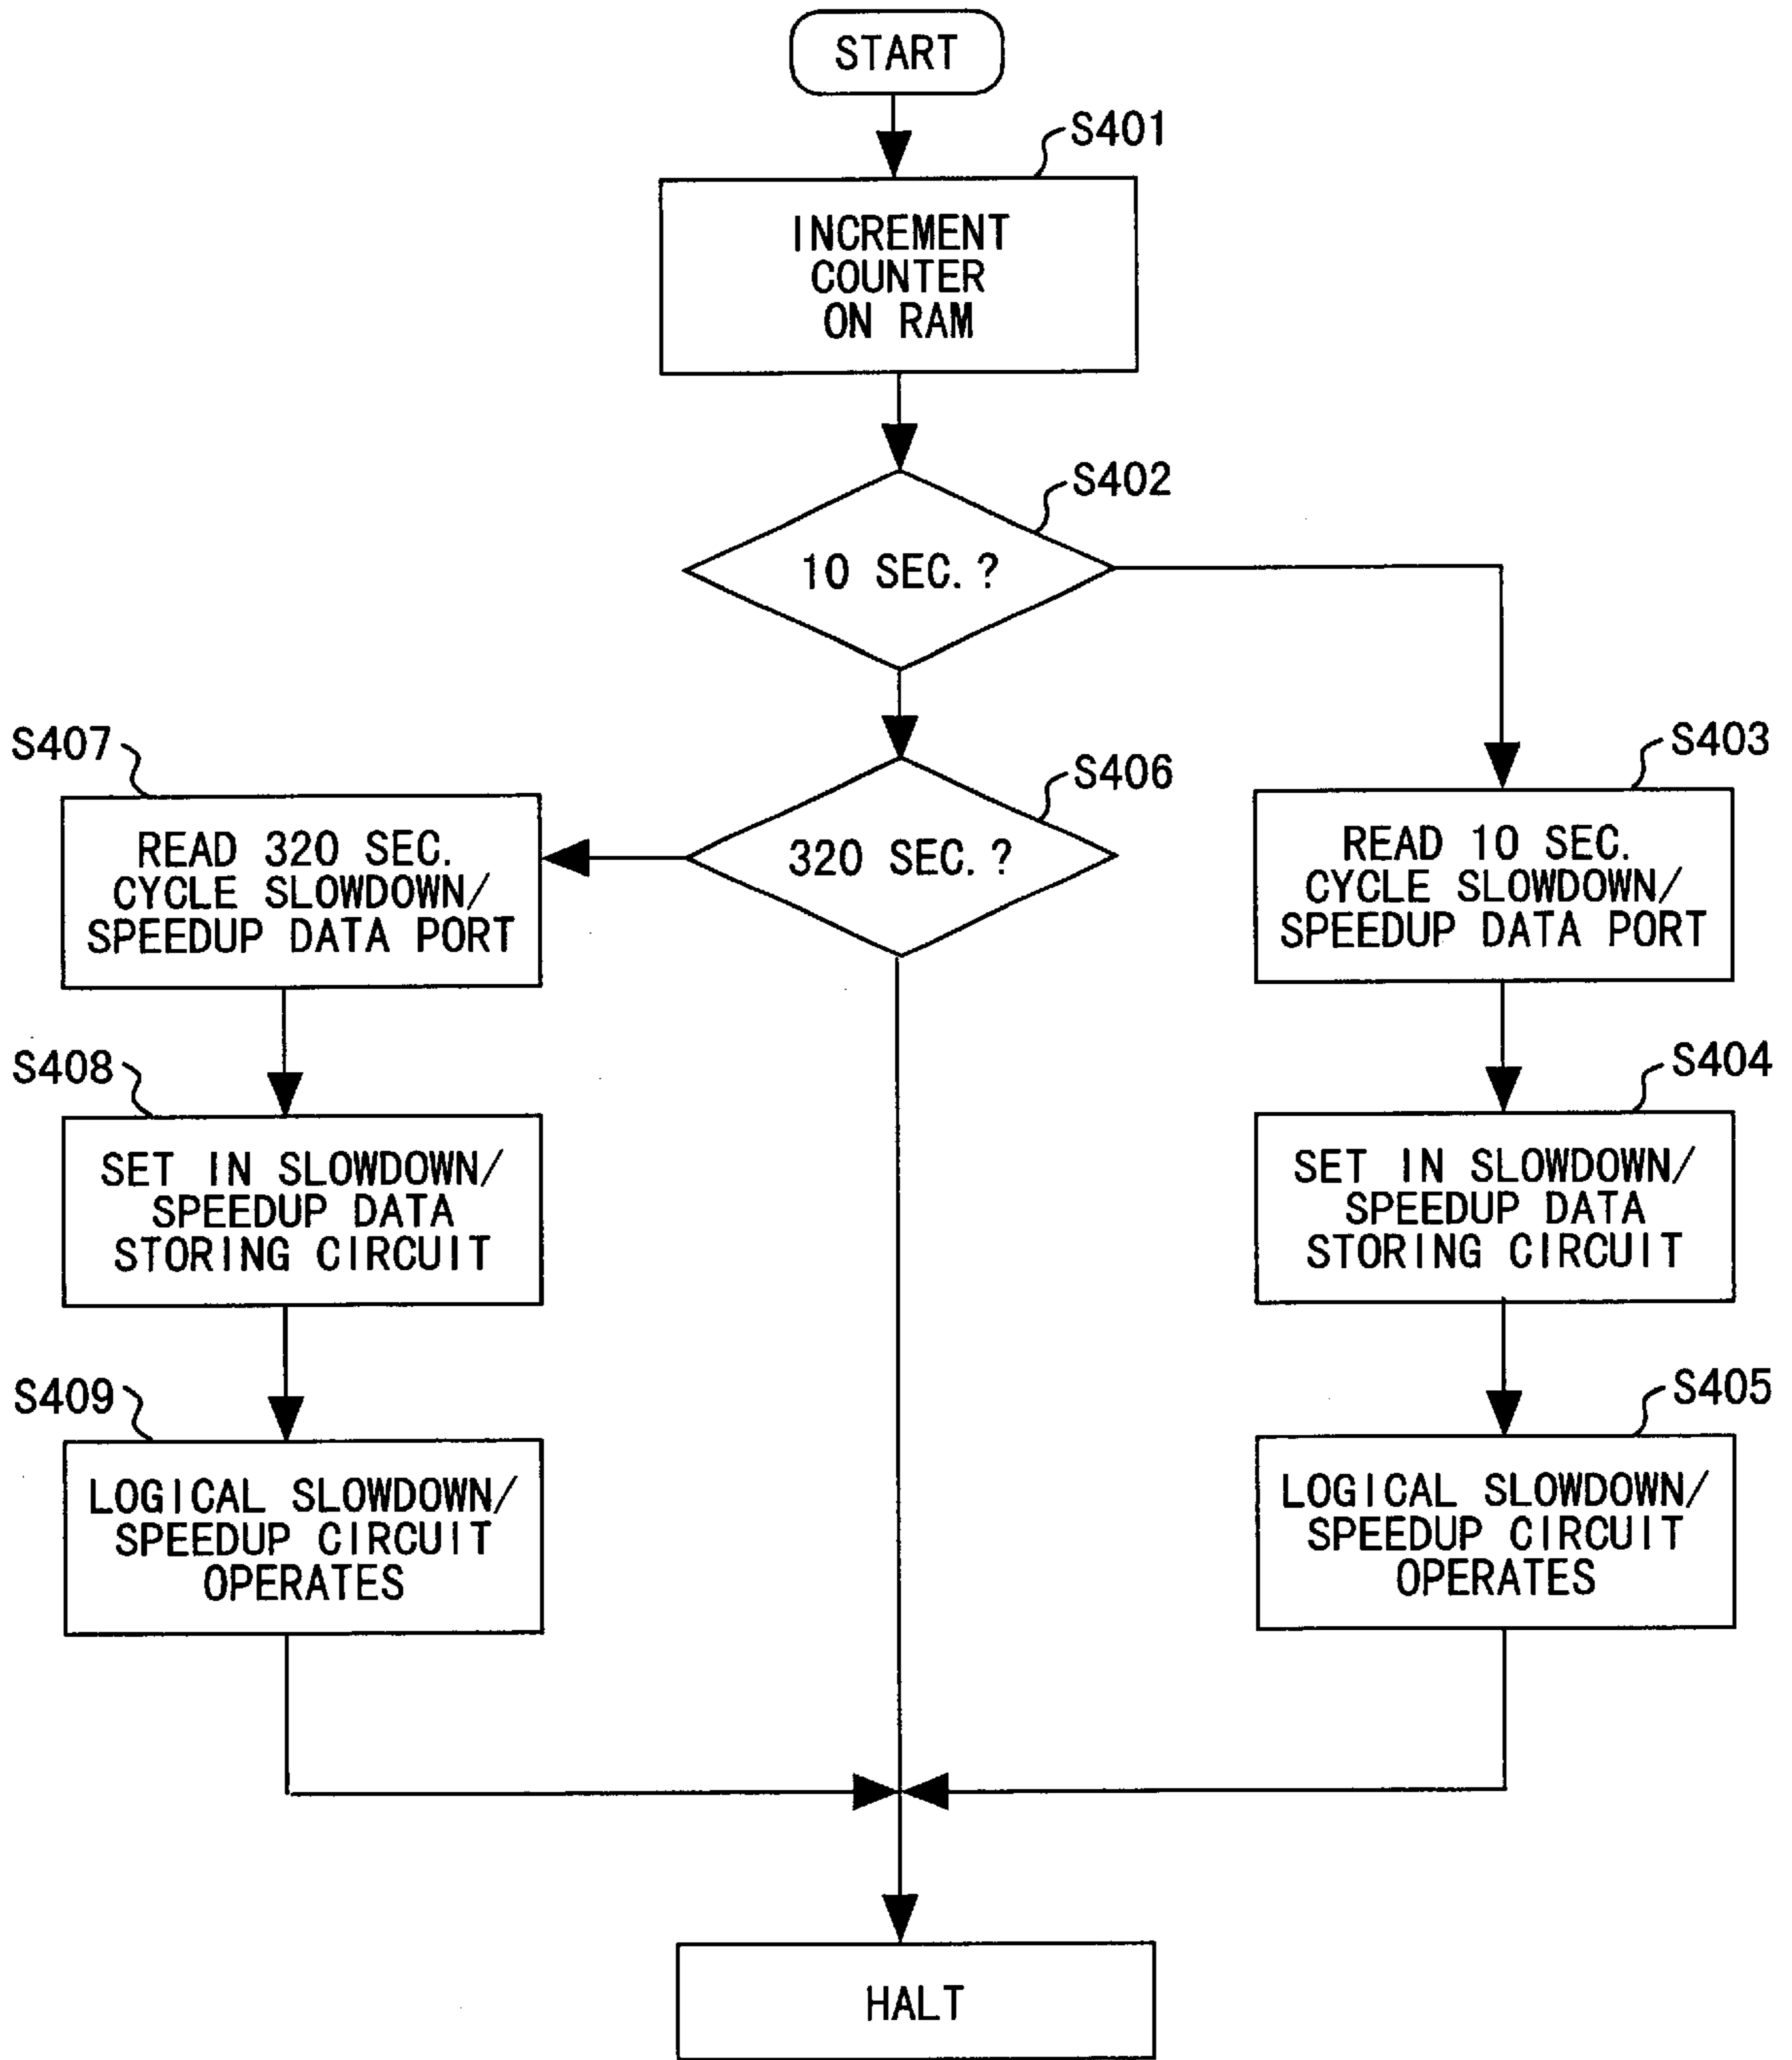 START
S401
INCREMENT
COUNTER
ON RAM
S402
10 SEC.?
S407
S406
S403
READ 320 SEC.
CYCLE SLOWDOWN/
SPEEDUP DATA PORT
320 SEC.?
READ 10 SEC.
CYCLE SLOWDOWN/
SPEEDUP DATA PORT
S408
S404
SET IN SLOWDOWN/
SPEEDUP DATA
STORING CIRCUIT
SET IN SLOWDOWN/
SPEEDUP DATA
STORING CIRCUIT
S409
S405
LOGICAL SLOWDOWN/
SPEEDUP CIRCUIT
OPERATES
LOGICAL SLOWDOWN/
SPEEDUP CIRCUIT
OPERATES
HALT